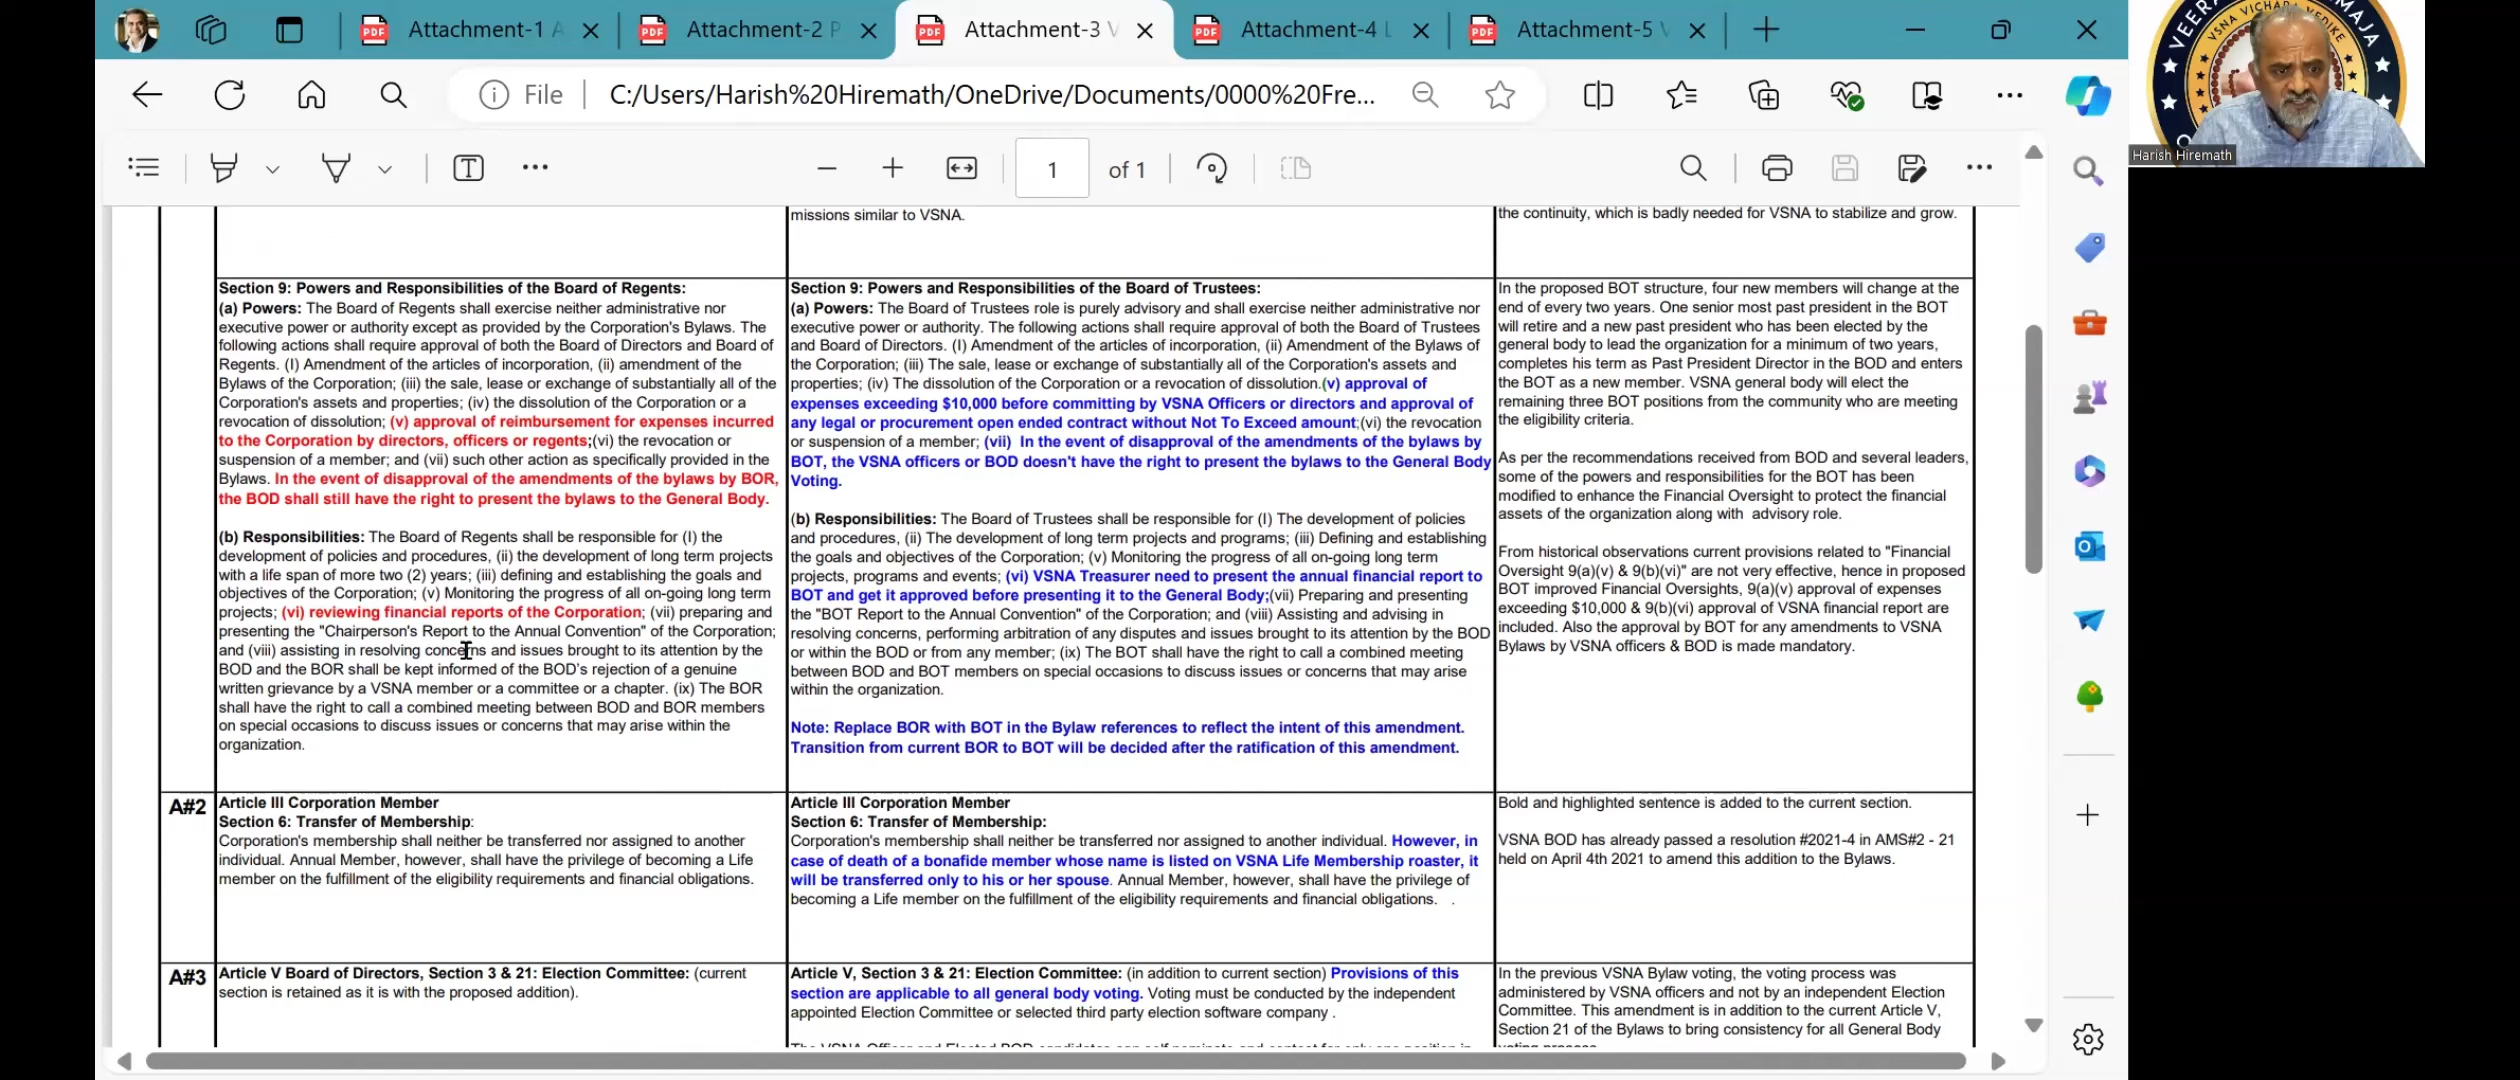 Attachment-1 A
Attachment-2 P
Attachment-3 V
Attachment-4 L
Attachment-5 V
File
C:/Users/Harish%20Hiremath/OneDrive/Documents/0000%20Fre...
1
of 1
VSNA VICHARA VEDIKE
Harish Hiremath
missions similar to VSNA.
the continuity, which is badly needed for VSNA to stabilize and grow.
Section 9: Powers and Responsibilities of the Board of Regents:
(a) Powers: The Board of Regents shall exercise neither administrative nor
executive power or authority except as provided by the Corporation's Bylaws. The
following actions shall require approval of both the Board of Directors and Board of
Regents. (I) Amendment of the articles of incorporation, (ii) amendment of the
Bylaws of the Corporation; (iii) the sale, lease or exchange of substantially all of the
Corporation's assets and properties; (iv) the dissolution of the Corporation or a
revocation of dissolution; (v) approval of reimbursement for expenses incurred
to the Corporation by directors, officers or regents;(vi) the revocation or
suspension of a member; and (vii) such other action as specifically provided in the
Bylaws. In the event of disapproval of the amendments of the bylaws by BOR,
the BOD shall still have the right to present the bylaws to the General Body.
(b) Responsibilities: The Board of Regents shall be responsible for (I) the
development of policies and procedures, (ii) the development of long term projects
with a life span of more two (2) years; (iii) defining and establishing the goals and
objectives of the Corporation; (v) Monitoring the progress of all on-going long term
projects; (vi) reviewing financial reports of the Corporation; (vii) preparing and
presenting the "Chairperson's Report to the Annual Convention" of the Corporation;
and (viii) assisting in resolving concerns and issues brought to its attention by the
BOD and the BOR shall be kept informed of the BOD's rejection of a genuine
written grievance by a VSNA member or a committee or a chapter. (ix) The BOR
shall have the right to call a combined meeting between BOD and BOR members
on special occasions to discuss issues or concerns that may arise within the
organization.
Section 9: Powers and Responsibilities of the Board of Trustees:
(a) Powers: The Board of Trustees role is purely advisory and shall exercise neither administrative nor
executive power or authority. The following actions shall require approval of both the Board of Trustees
and Board of Directors. (I) Amendment of the articles of incorporation, (ii) Amendment of the Bylaws of
the Corporation; (iii) The sale, lease or exchange of substantially all of the Corporation's assets and
properties; (iv) The dissolution of the Corporation or a revocation of dissolution.(v) approval of
expenses exceeding $10,000 before committing by VSNA Officers or directors and approval of
any legal or procurement open ended contract without Not To Exceed amount;(vi) the revocation
or suspension of a member; (vii) In the event of disapproval of the amendments of the bylaws by
BOT, the VSNA officers or BOD doesn't have the right to present the bylaws to the General Body
Voting.
(b) Responsibilities: The Board of Trustees shall be responsible for (I) The development of policies
and procedures, (ii) The development of long term projects and programs; (iii) Defining and establishing
the goals and objectives of the Corporation; (v) Monitoring the progress of all on-going long term
projects, programs and events; (vi) VSNA Treasurer need to present the annual financial report to
BOT and get it approved before presenting it to the General Body;(vii) Preparing and presenting
the "BOT Report to the Annual Convention" of the Corporation; and (viii) Assisting and advising in
resolving concerns, performing arbitration of any disputes and issues brought to its attention by the BOD
or within the BOD or from any member; (ix) The BOT shall have the right to call a combined meeting
between BOD and BOT members on special occasions to discuss issues or concerns that may arise
within the organization.
Note: Replace BOR with BOT in the Bylaw references to reflect the intent of this amendment.
Transition from current BOR to BOT will be decided after the ratification of this amendment.
In the proposed BOT structure, four new members will change at the
end of every two years. One senior most past president in the BOT
will retire and a new past president who has been elected by the
general body to lead the organization for a minimum of two years,
completes his term as Past President Director in the BOD and enters
the BOT as a new member. VSNA general body will elect the
remaining three BOT positions from the community who are meeting
the eligibility criteria.
As per the recommendations received from BOD and several leaders,
some of the powers and responsibilities for the BOT has been
modified to enhance the Financial Oversight to protect the financial
assets of the organization along with advisory role.
From historical observations current provisions related to "Financial
Oversight 9(a)(v) & 9(b)(vi)" are not very effective, hence in proposed
BOT improved Financial Oversights, 9(a)(v) approval of expenses
exceeding $10,000 & 9(b)(vi) approval of VSNA financial report are
included. Also the approval by BOT for any amendments to VSNA
Bylaws by VSNA officers & BOD is made mandatory.
A#2
Article III Corporation Member
Section 6: Transfer of Membership:
Corporation's membership shall neither be transferred nor assigned to another
individual. Annual Member, however, shall have the privilege of becoming a Life
member on the fulfillment of the eligibility requirements and financial obligations.
Article III Corporation Member
Section 6: Transfer of Membership:
Corporation's membership shall neither be transferred nor assigned to another individual. However, in
case of death of a bonafide member whose name is listed on VSNA Life Membership roaster, it
will be transferred only to his or her spouse. Annual Member, however, shall have the privilege of
becoming a Life member on the fulfillment of the eligibility requirements and financial obligations. .
Bold and highlighted sentence is added to the current section.
VSNA BOD has already passed a resolution #2021-4 in AMS#2 - 21
held on April 4th 2021 to amend this addition to the Bylaws.
A#3
Article V Board of Directors, Section 3 & 21: Election Committee: (current
section is retained as it is with the proposed addition).
Article V, Section 3 & 21: Election Committee: (in addition to current section) Provisions of this
section are applicable to all general body voting. Voting must be conducted by the independent
appointed Election Committee or selected third party election software company .
In the previous VSNA Bylaw voting, the voting process was
administered by VSNA officers and not by an independent Election
Committee. This amendment is in addition to the current Article V,
Section 21 of the Bylaws to bring consistency for all General Body